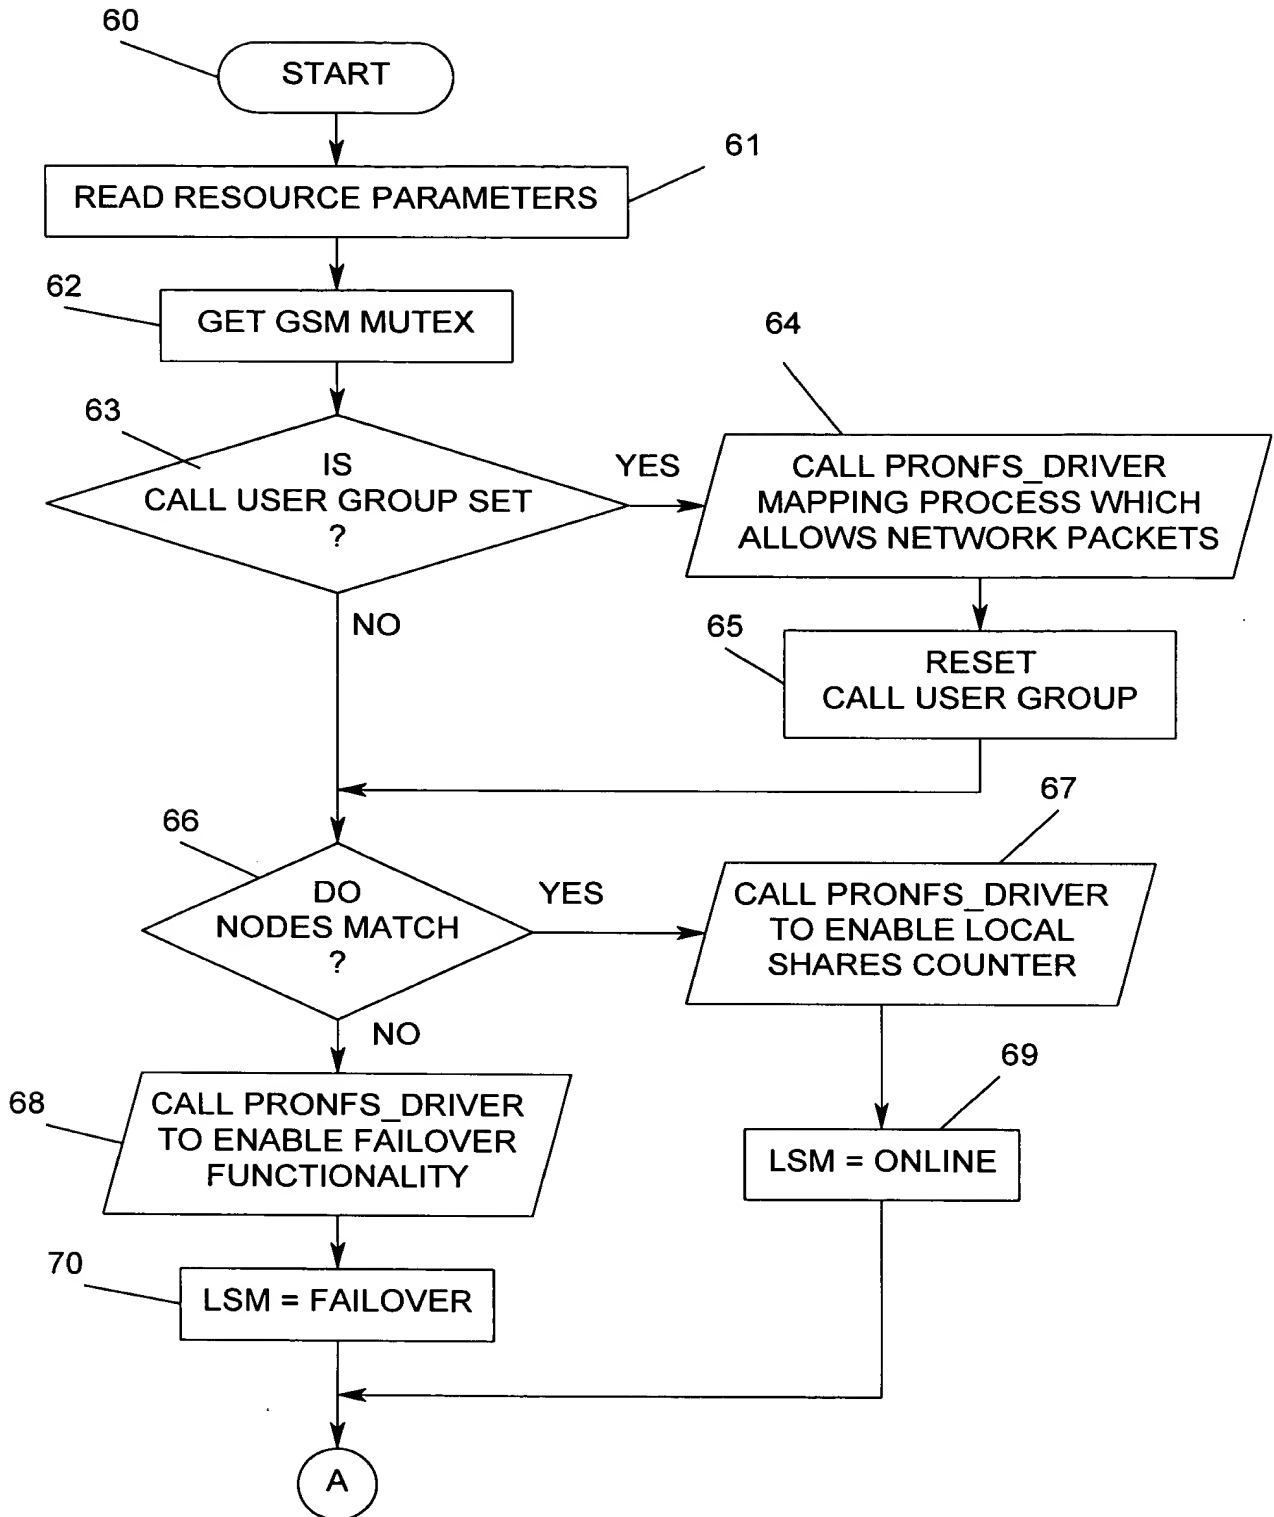 60
START
61
READ RESOURCE PARAMETERS
62
GET GSM MUTEX
64
63
IS
CALL USER GROUP SET
?
YES
CALL PRONFS_DRIVER
MAPPING PROCESS WHICH
ALLOWS NETWORK PACKETS
NO
65
RESET
CALL USER GROUP
67
66
DO
NODES MATCH
?
YES
CALL PRONFS_DRIVER
TO ENABLE LOCAL
SHARES COUNTER
NO
69
68
CALL PRONFS_DRIVER
TO ENABLE FAILOVER
FUNCTIONALITY
LSM = ONLINE
70
LSM = FAILOVER
A